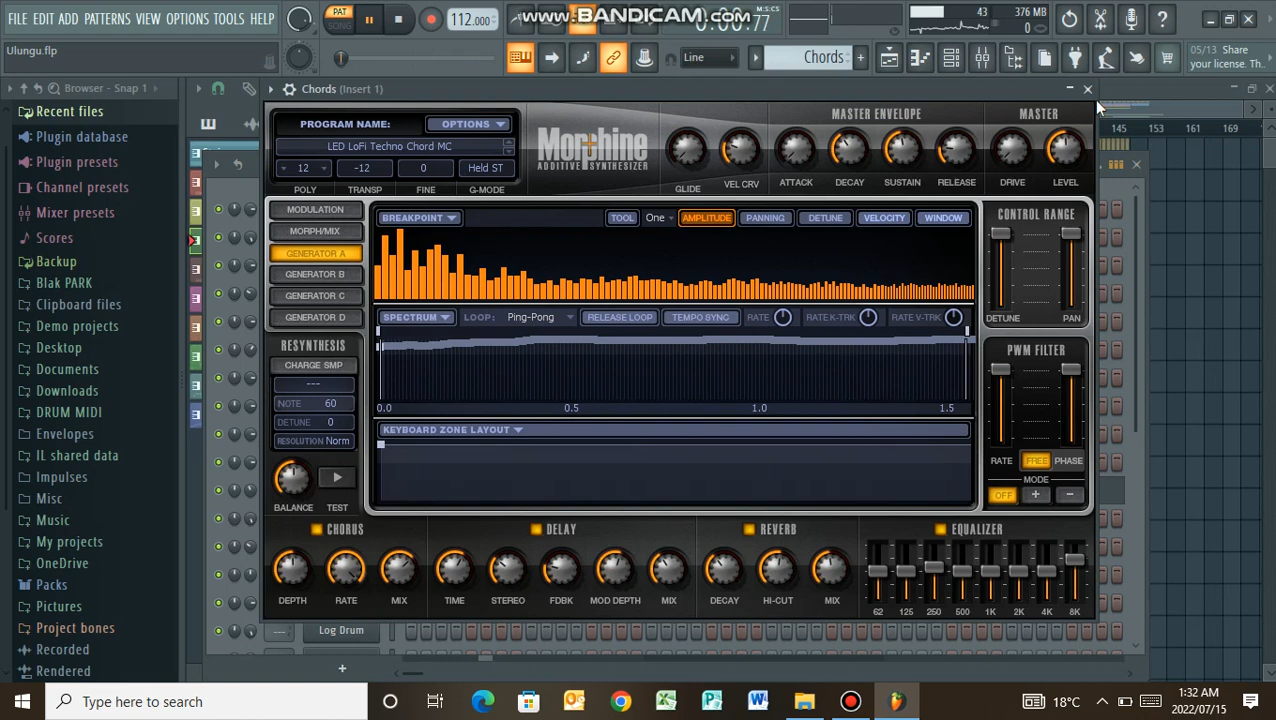 FILE EDIT ADD PATTERNS VIEW OPTIONS TOOLS HELP
PAT
SONG
112.000
www.BANDICAM.com
0:00:77
M:S:CS
43
376 MB
0
Ulungu.flp
Line
Chords
05/13 Share
your license. Th...
Browser - Snap 1
Recent files
Plugin database
Plugin presets
Channel presets
Mixer presets
Scores
Backup
Blak PARK
Clipboard files
Demo projects
Desktop
Documents
Downloads
DRUM MIDI
Envelopes
IL shared data
Impulses
Misc
Music
My projects
OneDrive
Packs
Pictures
Project bones
Recorded
Rendered
Chords (Insert 1)
145 153 161 169
PROGRAM NAME: OPTIONS
LED LoFi Techno Chord MC
12 -12 0 Held ST
POLY TRANSP FINE G-MODE
Morphine
ADDITIVE SYNTHESIZER
GLIDE VEL CRV
MASTER ENVELOPE
ATTACK DECAY SUSTAIN RELEASE
MASTER
DRIVE LEVEL
MODULATION
MORPH/MIX
GENERATOR A
GENERATOR B
GENERATOR C
GENERATOR D
BREAKPOINT TOOL One AMPLITUDE PANNING DETUNE VELOCITY WINDOW
SPECTRUM LOOP: Ping-Pong RELEASE LOOP TEMPO SYNC RATE RATE K-TRK RATE V-TRK
0.0 0.5 1.0 1.5
KEYBOARD ZONE LAYOUT
RESYNTHESIS
CHARGE SMP
---
NOTE 60
DETUNE 0
RESOLUTION Norm
BALANCE TEST
CONTROL RANGE
DETUNE PAN
PWM FILTER
RATE FREE PHASE
MODE
OFF + -
CHORUS
DEPTH RATE MIX
DELAY
TIME STEREO FDBK MOD DEPTH MIX
REVERB
DECAY HI-CUT MIX
EQUALIZER
62 125 250 500 1K 2K 4K 8K
--- Log Drum
+
Type here to search
18°C
1:32 AM
2022/07/15